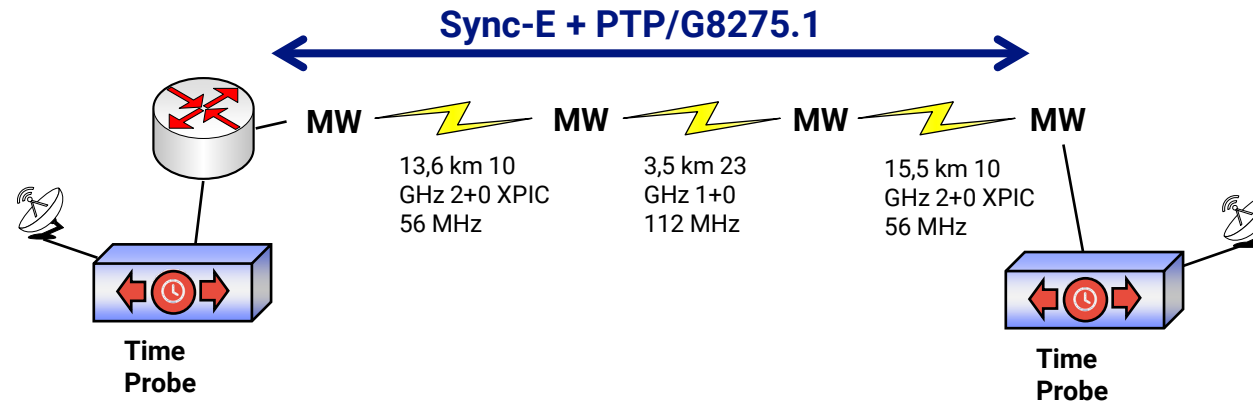 Sync-E + PTP/G8275.1
MW
MW
MW
MW
13,6 km 10
GHz 2+0 XPIC
56 MHz
3,5 km 23
GHz 1+0
112 MHz
15,5 km 10
GHz 2+0 XPIC
56 MHz
Time
Probe
Time
Probe